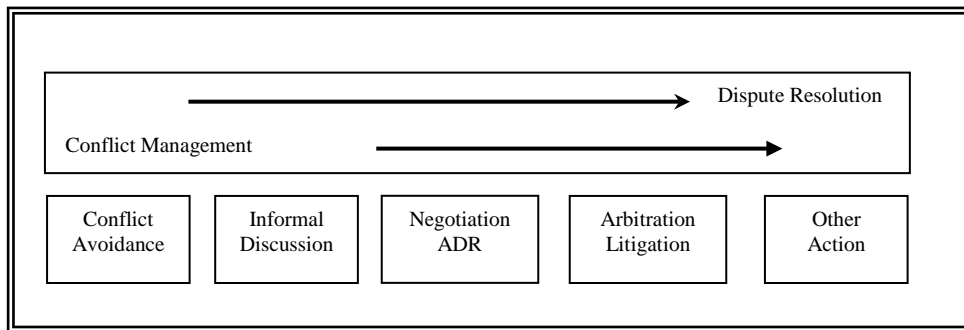 Dispute Resolution
Conflict Management
Conflict
Avoidance
Informal
Discussion
Negotiation
ADR
Arbitration
Litigation
Other
Action